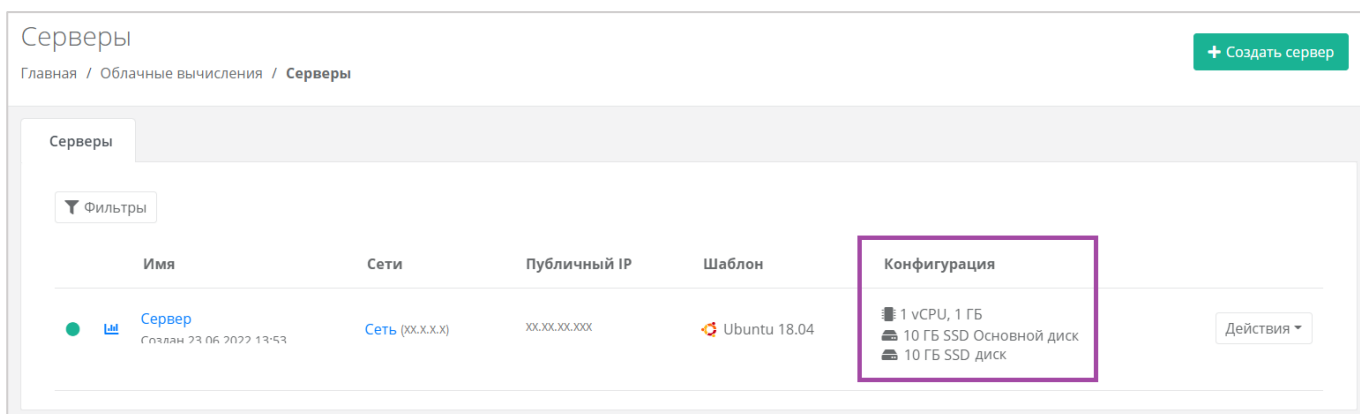 Серверы
+ Создать сервер
Главная / Облачные вычисления / Серверы
Серверы
Фильтры
Имя Сети Публичный IP Шаблон Конфигурация
Сервер
Создан 23.06.2022 13:53
Сеть (XX.X.X.X)
XX.XX.XX.XXX
Ubuntu 18.04
1 vCPU, 1 ГБ
10 ГБ SSD Основной диск
10 ГБ SSD диск
Действия